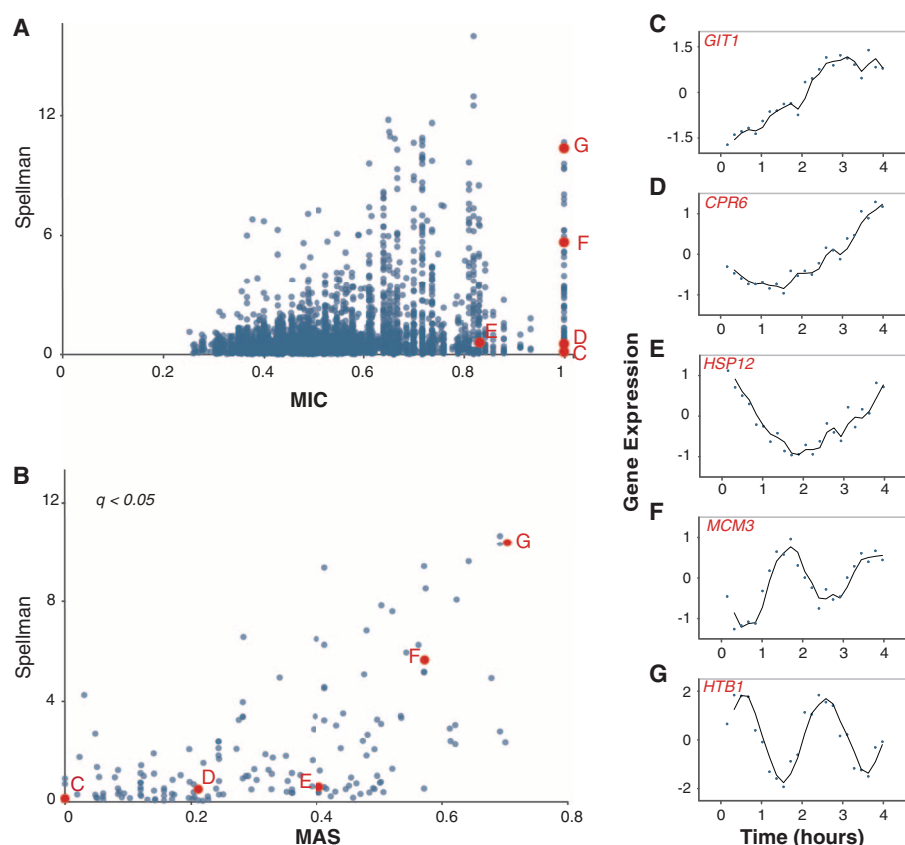 A
Spellman
12
6
0
0
0.2
0.4
0.6
0.8
1
MIC
G
F
E
D
C
B
q < 0.05
Spellman
12
8
4
0
0
0.2
0.4
0.6
0.8
MAS
C
D
E
F
G
Gene Expression
C
GIT1
1.5
0
-1.5
0 1 2 3 4
D
CPR6
1
0
-1
0 1 2 3 4
E
HSP12
1
0
-1
0 1 2 3 4
F
MCM3
1
0
-1
0 1 2 3 4
G
HTB1
2
0
-2
0 1 2 3 4
Time (hours)